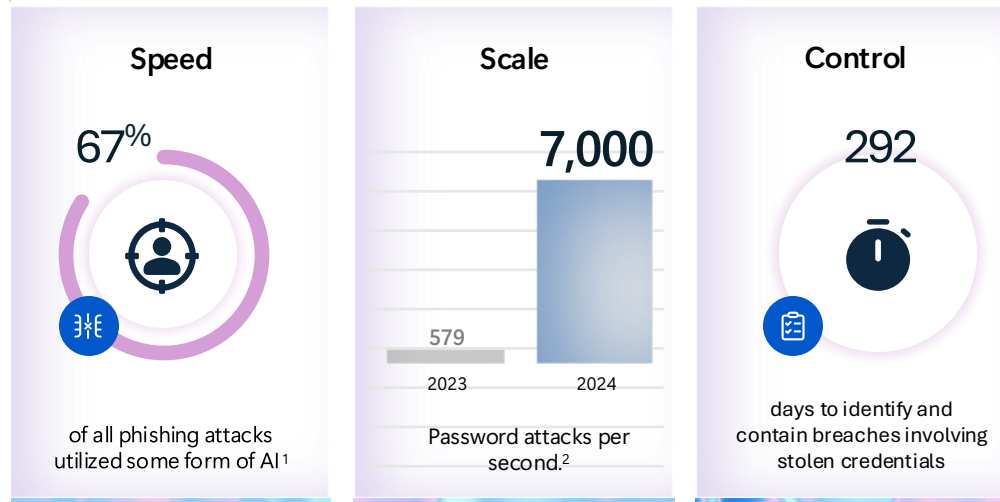 Speed
67%
of all phishing attacks
utilized some form of AI¹
Scale
7,000
579
2023
2024
Password attacks per
second.²
Control
292
days to identify and
contain breaches involving
stolen credentials